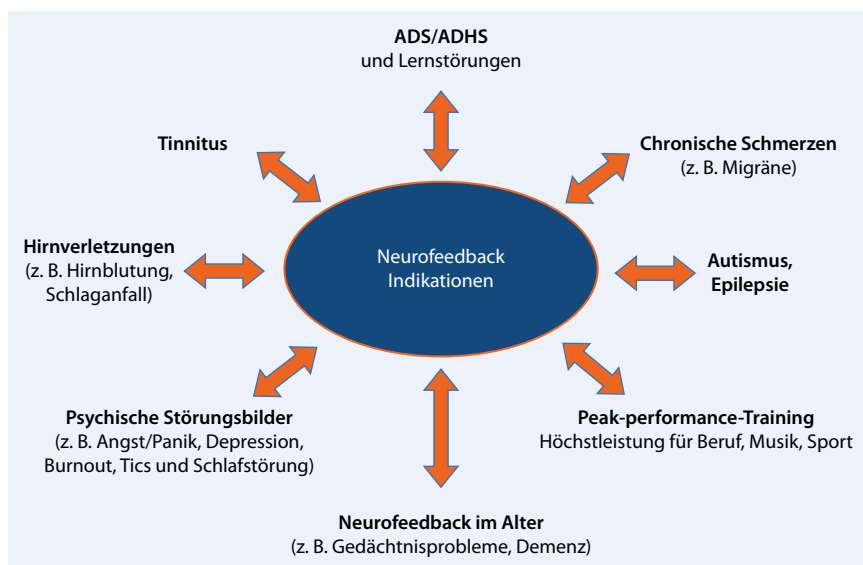 ADS/ADHS
und Lernstörungen
Tinnitus
Chronische Schmerzen
(z. B. Migräne)
Hirnverletzungen
(z. B. Hirnblutung,
Schlaganfall)
Neurofeedback
Indikationen
Autismus,
Epilepsie
Psychische Störungsbilder
(z. B. Angst/Panik, Depression,
Burnout, Tics und Schlafstörung)
Peak-performance-Training
Höchstleistung für Beruf, Musik, Sport
Neurofeedback im Alter
(z. B. Gedächtnisprobleme, Demenz)